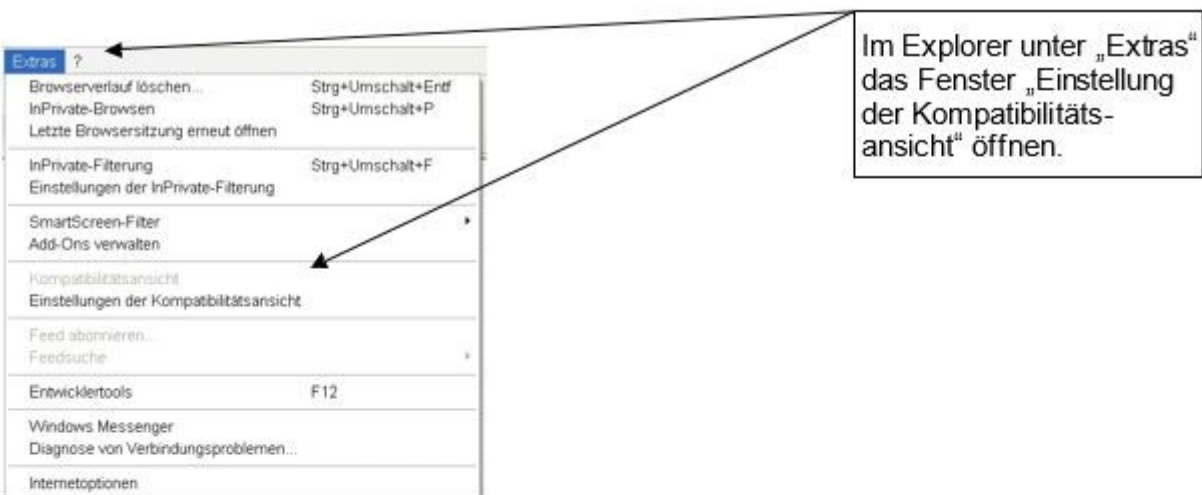 Extras ?
Browserverlauf löschen... Strg+Umschalt+Entf
InPrivate-Browsen Strg+Umschalt+P
Letzte Browsersitzung erneut öffnen
InPrivate-Filterung Strg+Umschalt+F
Einstellungen der InPrivate-Filterung
SmartScreen-Filter
Add-Ons verwalten
Kompatibilitätsansicht
Einstellungen der Kompatibilitätsansicht
Feed abonnieren...
Feedsuche
Entwicklertools F12
Windows Messenger
Diagnose von Verbindungsproblemen...
Internetoptionen
Im Explorer unter „Extras“
das Fenster „Einstellung
der Kompatibilitäts-
ansicht“ öffnen.